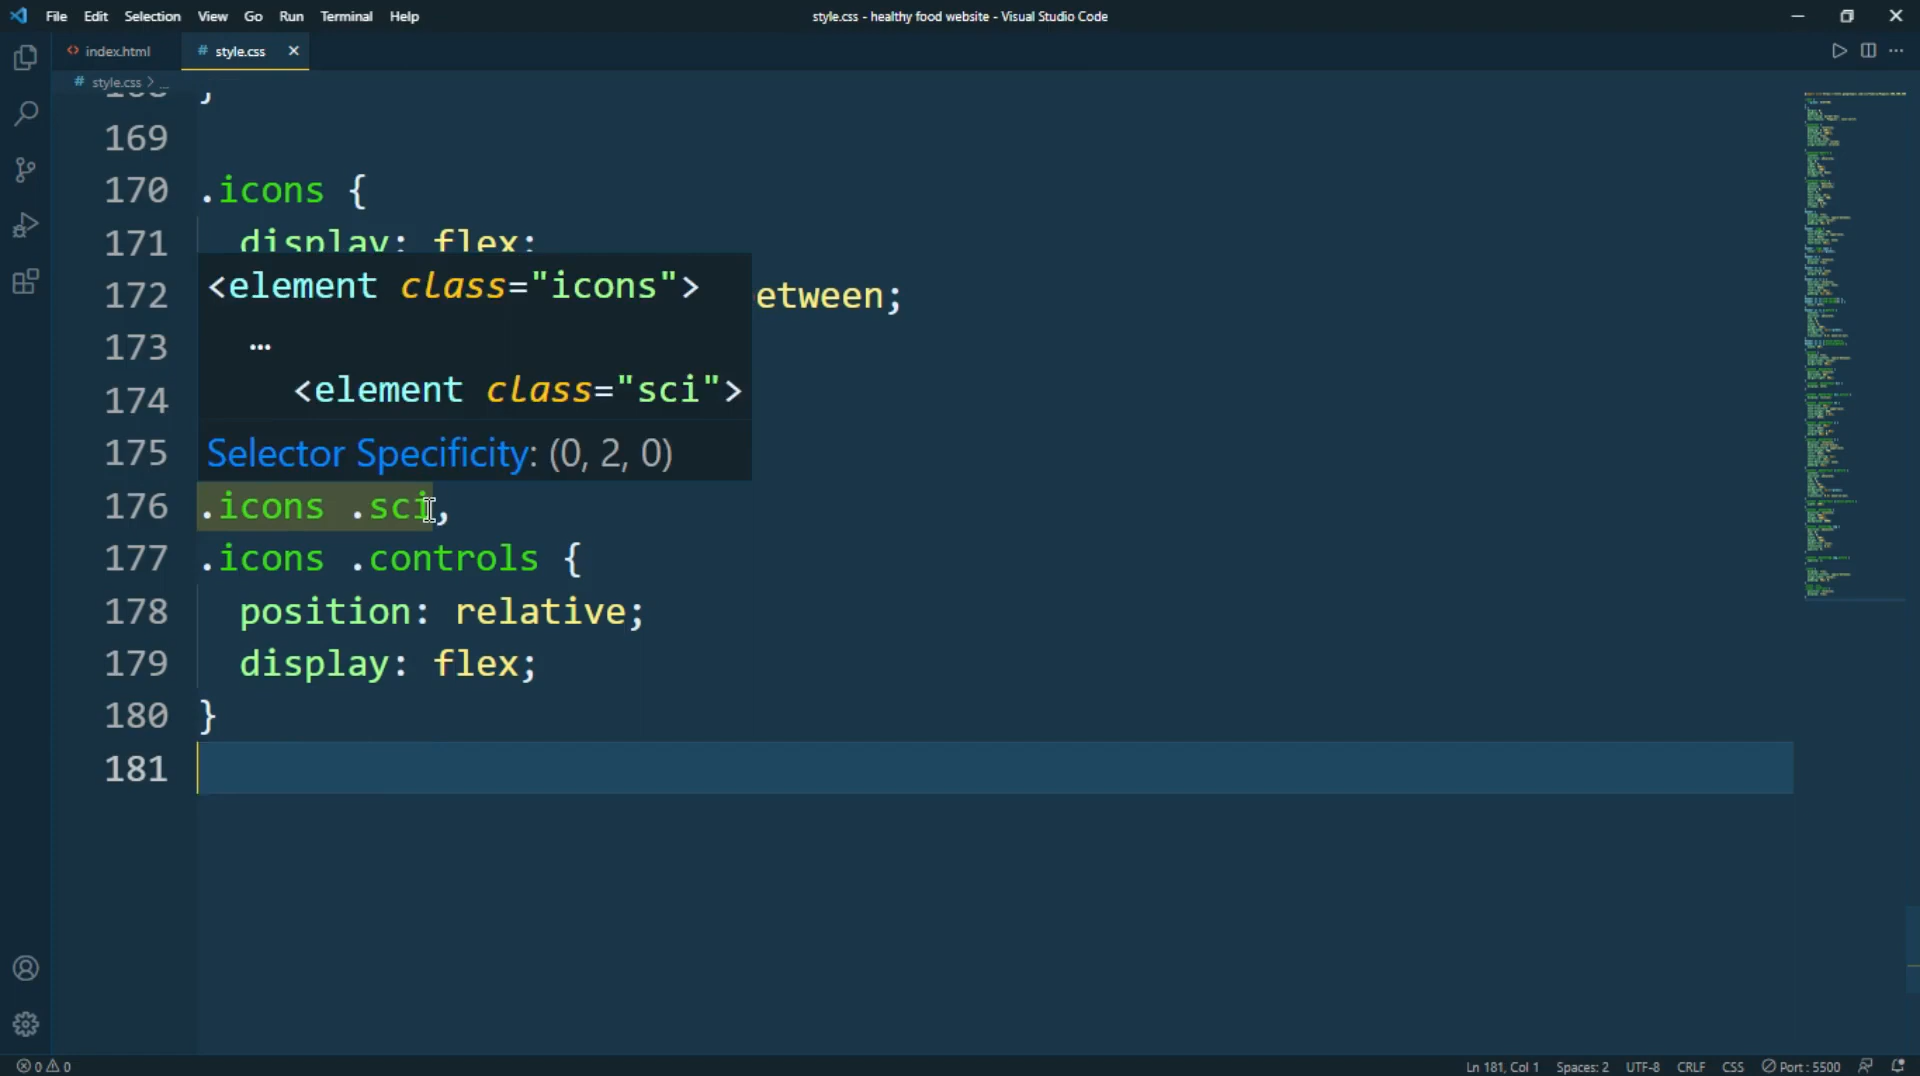 File Edit Selection View Go Run Terminal Help
style.css - healthy food website - Visual Studio Code
index.html
# style.css
# style.css > ...
169
170 .icons {
171 display: flex;
172 etween;
173
174
175
<element class="icons">
…
<element class="sci">
Selector Specificity: (0, 2, 0)
176 .icons .sci,
177 .icons .controls {
178 position: relative;
179 display: flex;
180 }
181
0 0
Ln 181, Col 1 Spaces: 2 UTF-8 CRLF CSS Port : 5500